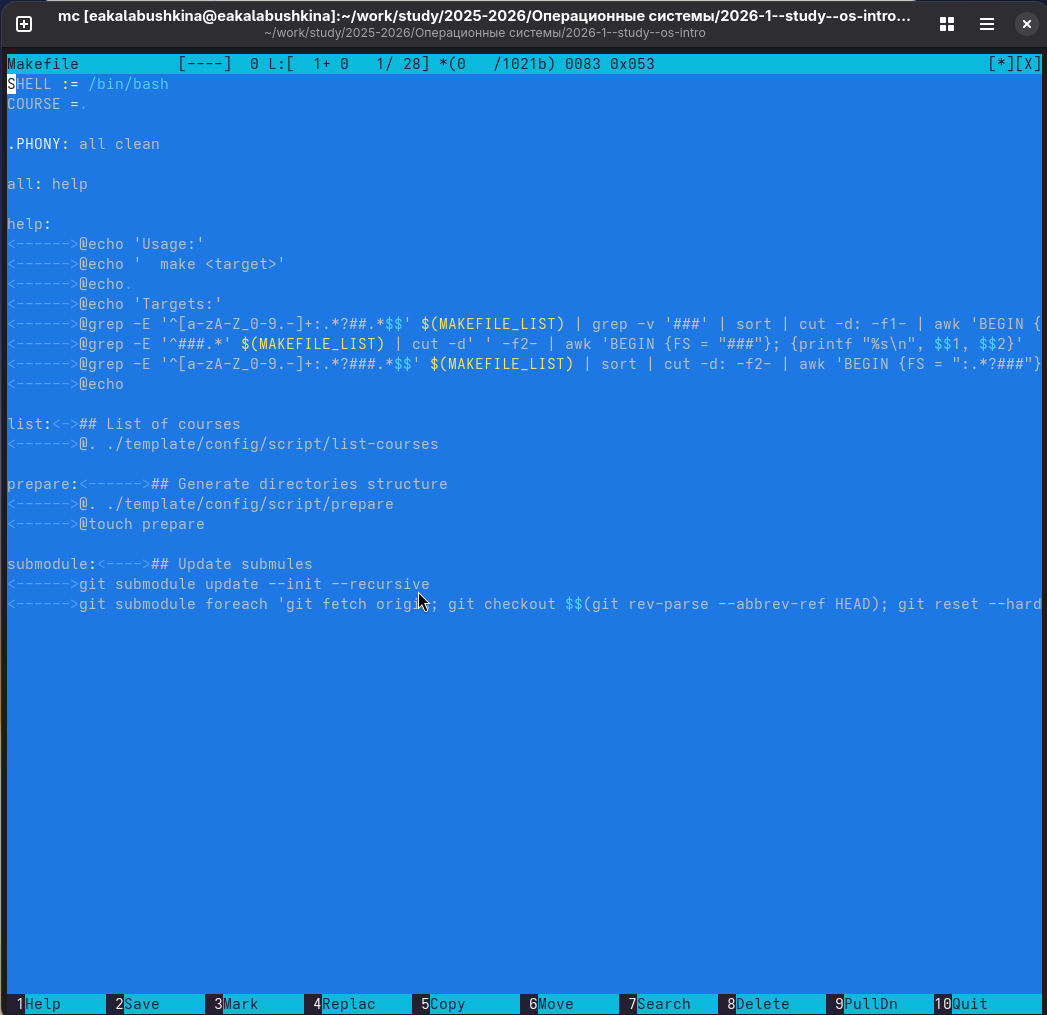 mc [eakalabushkina@eakalabushkina]:~/work/study/2025-2026/Операционные системы/2026-1--study--os-intro...
~/work/study/2025-2026/Операционные системы/2026-1--study--os-intro
Makefile [----] 0 L:[ 1+ 0 1/ 28] *(0 /1021b) 0083 0x053 [*][X]
SHELL := /bin/bash
COURSE =.
.PHONY: all clean
all: help
help:
<------>@echo 'Usage:'
<------>@echo '  make <target>'
<------>@echo.
<------>@echo 'Targets:'
<------>@grep -E '^[a-zA-Z_0-9.-]+:.*?##.*$$' $(MAKEFILE_LIST) | grep -v '###' | sort | cut -d: -f1- | awk 'BEGIN {
<------>@grep -E '^###.*' $(MAKEFILE_LIST) | cut -d' ' -f2- | awk 'BEGIN {FS = "###"}; {printf "%s\n", $$1, $$2}'
<------>@grep -E '^[a-zA-Z_0-9.-]+:.*?###.*$$' $(MAKEFILE_LIST) | sort | cut -d: -f2- | awk 'BEGIN {FS = ":.*?###"}
<------>@echo
list:<->## List of courses
<------>@. ./template/config/script/list-courses
prepare:<------>## Generate directories structure
<------>@. ./template/config/script/prepare
<------>@touch prepare
submodule:<---->## Update submules
<------>git submodule update --init --recursive
<------>git submodule foreach 'git fetch origin; git checkout $$(git rev-parse --abbrev-ref HEAD); git reset --hard
1Help 2Save 3Mark 4Replac 5Copy 6Move 7Search 8Delete 9PullDn 10Quit